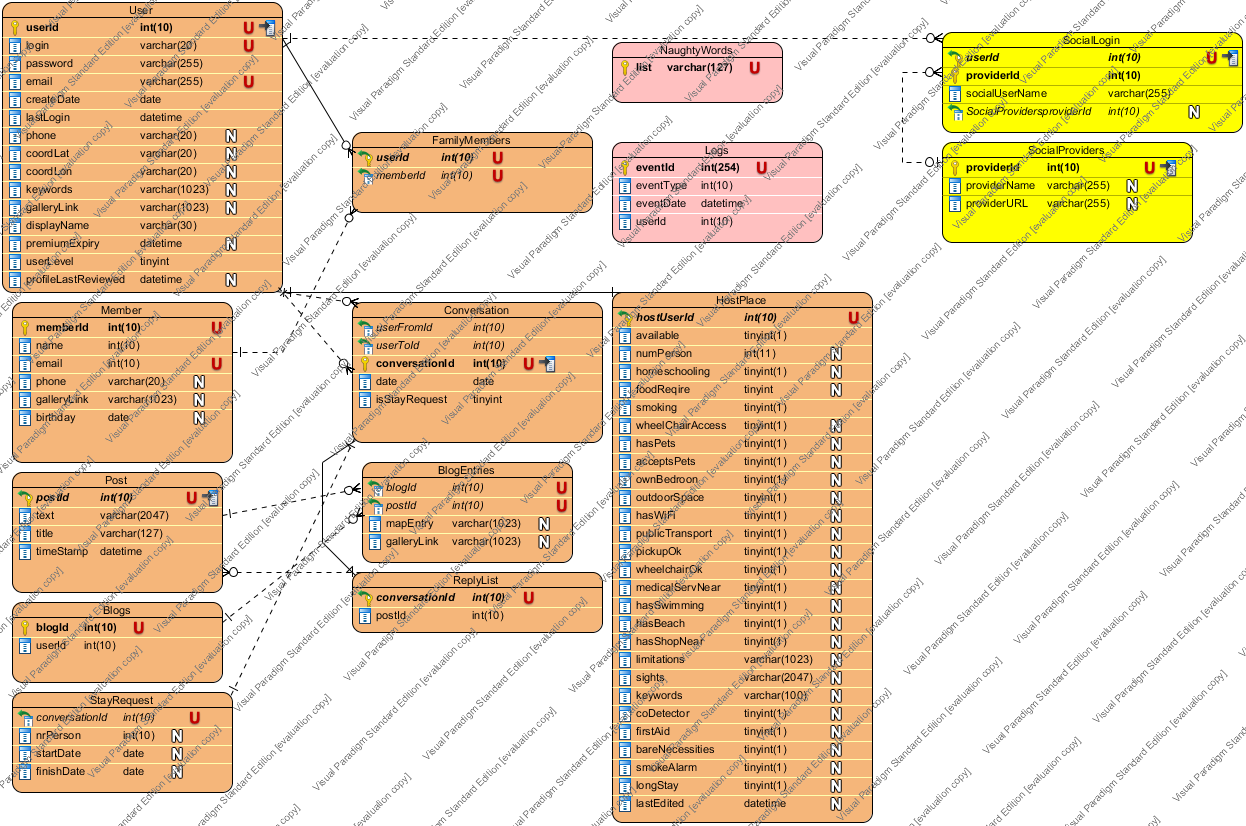 User
userId int(10) U
login varchar(20) U
password varchar(255)
email varchar(255) U
createDate date
lastLogin datetime
phone varchar(20) N
coordLat varchar(20) N
coordLon varchar(20) N
keywords varchar(1023) N
galleryLink varchar(1023) N
displayName varchar(30)
premiumExpiry datetime N
userLevel tinyint
profileLastReviewed datetime N
Member
memberId int(10) U
name int(10)
email int(10) U
phone varchar(20) N
galleryLink varchar(1023) N
birthday date N
Post
postId int(10) U
text varchar(2047)
title varchar(127)
timeStamp datetime
Blogs
blogId int(10) U
userId int(10)
StayRequest
conversationId int(10) U
nrPerson int(10) N
startDate date N
finishDate date N
FamilyMembers
userId int(10) U
memberId int(10) U
Conversation
userFromId int(10)
userToId int(10)
conversationId int(10) U
date date
isStayRequest tinyint
BlogEntries
blogId int(10) U
postId int(10) U
mapEntry varchar(1023) N
galleryLink varchar(1023) N
ReplyList
conversationId int(10) U
postId int(10)
NaughtyWords
list varchar(127) U
Logs
eventId int(254) U
eventType int(10)
eventDate datetime
userId int(10)
HostPlace
hostUserId int(10) U
available tinyint(1)
numPerson int(11) N
homeschooling tinyint(1) N
foodReqire tinyint N
smoking tinyint(1)
wheelChairAccess tinyint(1) N
hasPets tinyint(1) N
acceptsPets tinyint(1) N
ownBedroon tinyint(1) N
outdoorSpace tinyint(1) N
hasWiFi tinyint(1) N
publicTransport tinyint(1) N
pickupOk tinyint(1) N
wheelchairOk tinyint(1) N
medicalServNear tinyint(1) N
hasSwimming tinyint(1) N
hasBeach tinyint(1) N
hasShopNear tinyint(1) N
limitations varchar(1023) N
sights varchar(2047) N
keywords varchar(100) N
coDetector tinyint(1) N
firstAid tinyint(1) N
bareNecessities tinyint(1) N
smokeAlarm tinyint(1) N
longStay tinyint(1) N
lastEdited datetime N
SocialLogin
userId int(10) U
providerId int(10)
socialUserName varchar(255)
SocialProvidersproviderId int(10) N
SocialProviders
providerId int(10) U
providerName varchar(255) N
providerURL varchar(255) N
Visual Paradigm Standard Edition [evaluation copy]